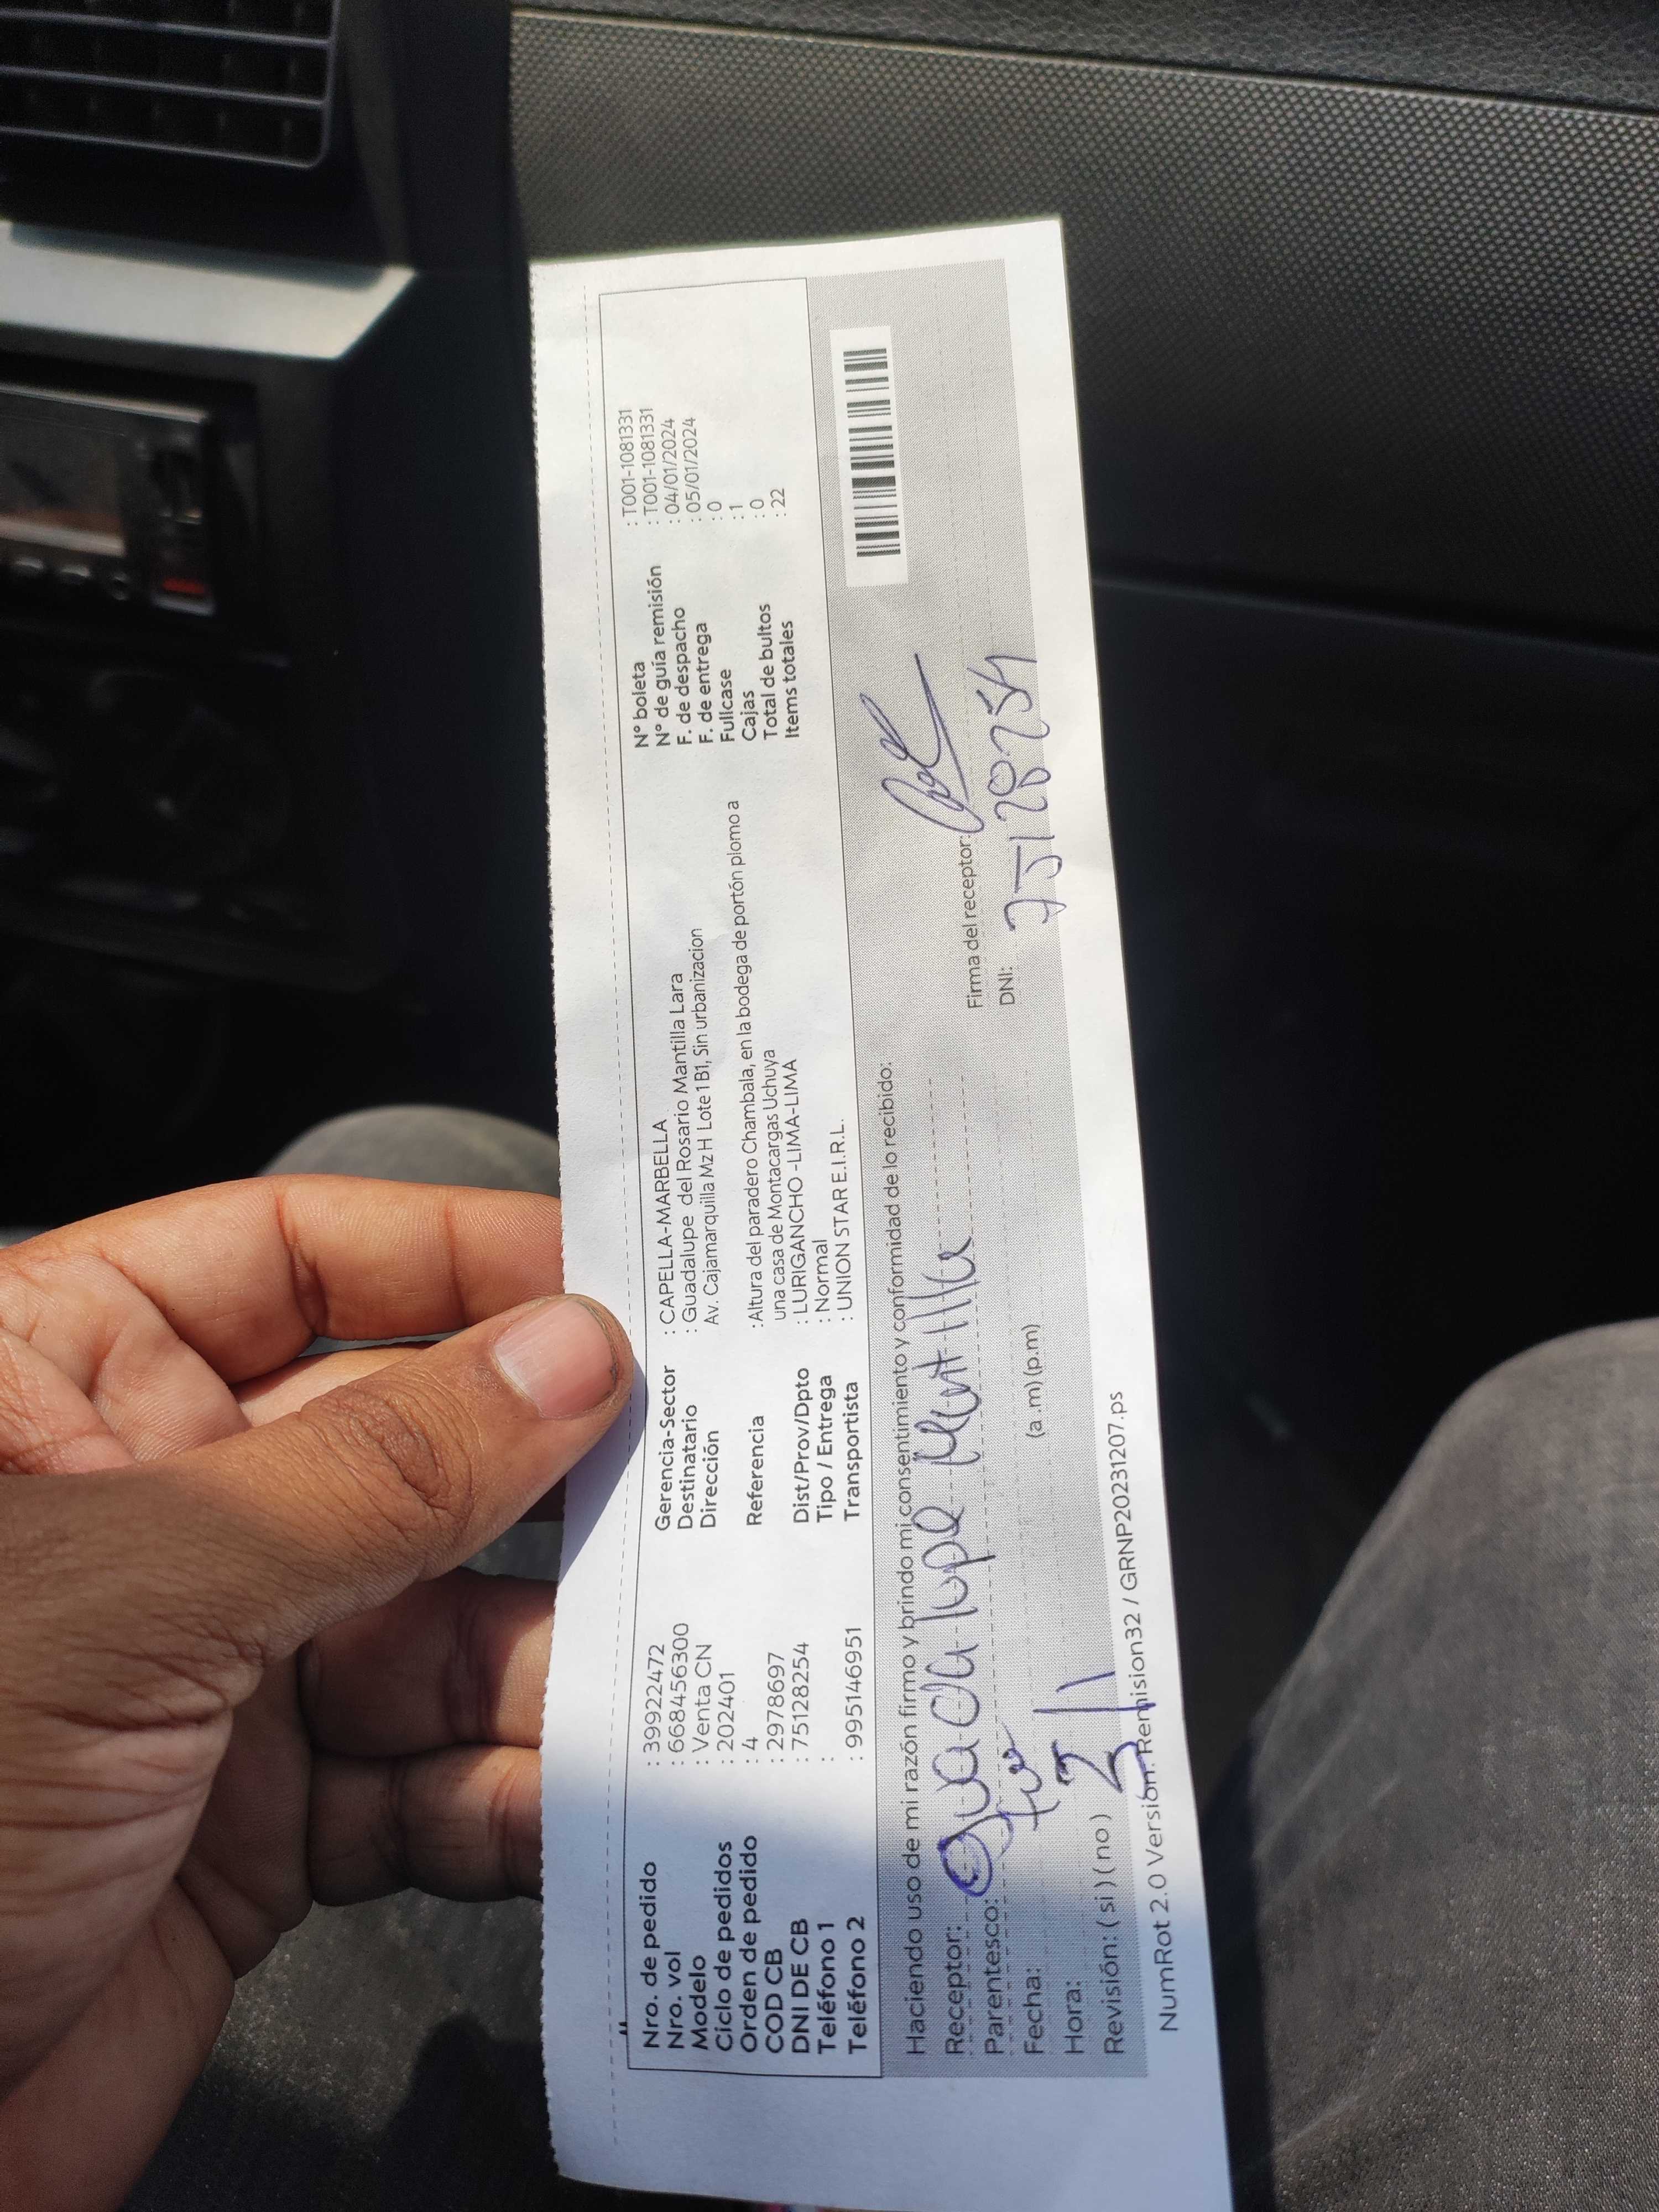 Nro. de pedido : 39922472
Nro. vol : 66845630​0
Modelo : Venta CN
Ciclo de pedidos : 202401
Orden de pedido : 4
COD CB : 2978697
DNI DE CB : 75128254
Teléfono 1 :
Teléfono 2 : 995146951
Gerencia-Sector : CAPELLA-MARBELLA
Destinatario : Guadalupe del Rosario Mantilla Lara
Dirección Av. Cajamarquilla Mz H Lote 1 B1, Sin urbanizacion
Referencia : Altura del paradero Chambala, en la bodega de portón plomo a
una casa de Montacargas Uchuya
Dist/Prov/Dpto : LURIGANCHO -LIMA-LIMA
Tipo / Entrega : Normal
Transportista : UNION STAR E.I.R.L.
N° boleta : T001-1081331
N° de guía remisión : T001-1081331
F. de despacho : 04/01/2024
F. de entrega : 05/01/2024
Fullcase : 0
Cajas : 1
Total de bultos : 0
Items totales : 22
Haciendo uso de mi razón firmo y brindo mi consentimiento y conformidad de lo recibido:
Receptor: Guadalupe Mantilla
Parentesco:
Fecha:
Hora: (a .m) (p.m)
Revisión: ( si ) ( no )
Firma del receptor:
DNI: 75128254
NumRot 2.0 Versión: Remision32 / GRNP20231207.ps